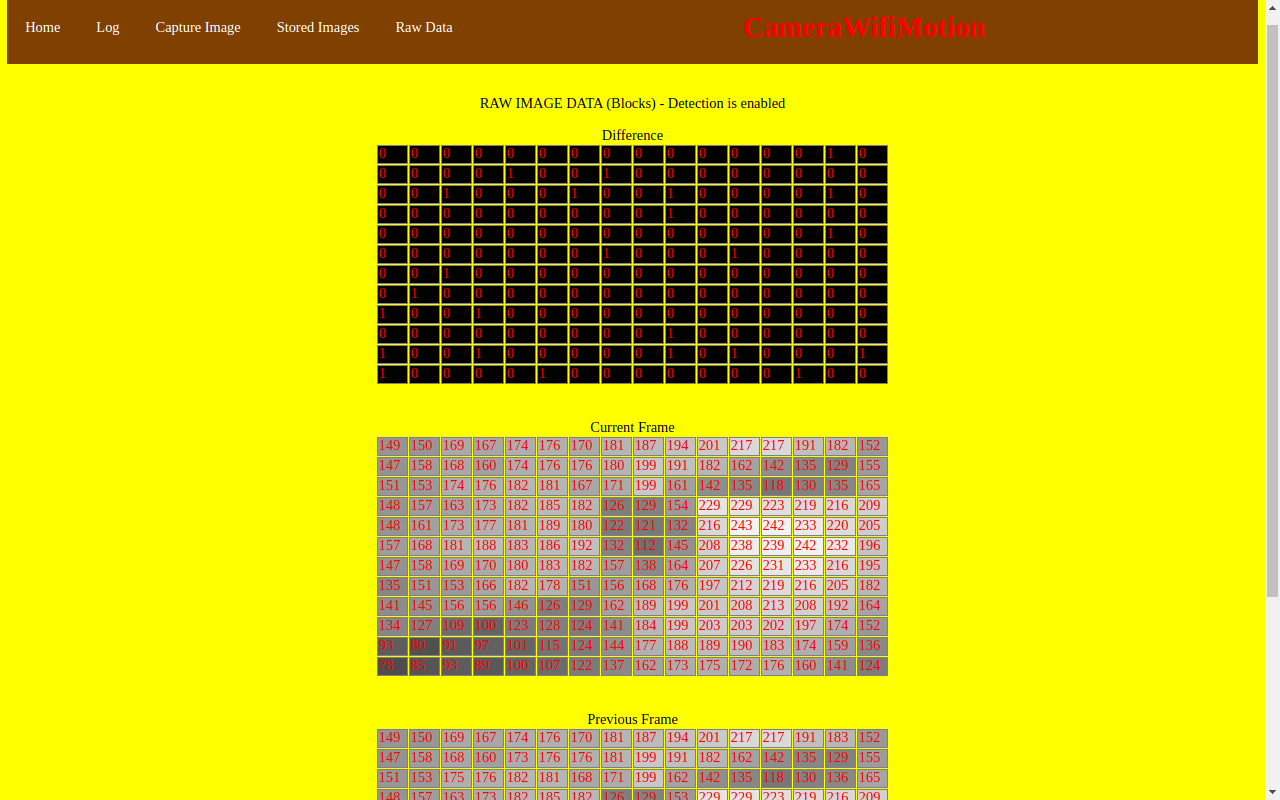 Home Log Capture Image Stored Images Raw Data CameraWifiMotion
RAW IMAGE DATA (Blocks) - Detection is enabled
Difference
0 0 0 0 0 0 0 0 0 0 0 0 0 0 1 0
0 0 0 0 1 0 0 1 0 0 0 0 0 0 0 0
0 0 1 0 0 0 1 0 0 1 0 0 0 0 1 0
0 0 0 0 0 0 0 0 0 1 0 0 0 0 0 0
0 0 0 0 0 0 0 0 0 0 0 0 0 0 1 0
0 0 0 0 0 0 0 1 0 0 0 1 0 0 0 0
0 0 1 0 0 0 0 0 0 0 0 0 0 0 0 0
0 1 0 0 0 0 0 0 0 0 0 0 0 0 0 0
1 0 0 1 0 0 0 0 0 0 0 0 0 0 0 0
0 0 0 0 0 0 0 0 0 1 0 0 0 0 0 0
1 0 0 1 0 0 0 0 0 1 0 1 0 0 0 1
1 0 0 0 0 1 0 0 0 0 0 0 0 1 0 0
Current Frame
149 150 169 167 174 176 170 181 187 194 201 217 217 191 182 152
147 158 168 160 174 176 176 180 199 191 182 162 142 135 129 155
151 153 174 176 182 181 167 171 199 161 142 135 118 130 135 165
148 157 163 173 182 185 182 126 129 154 229 229 223 219 216 209
148 161 173 177 181 189 180 122 121 132 216 243 242 233 220 205
157 168 181 188 183 186 192 132 112 145 208 238 239 242 232 196
147 158 169 170 180 183 182 157 138 164 207 226 231 233 216 195
135 151 153 166 182 178 151 156 168 176 197 212 219 216 205 182
141 145 156 156 146 126 129 162 189 199 201 208 213 208 192 164
134 127 109 100 123 128 124 141 184 199 203 203 202 197 174 152
93 80 91 97 101 115 124 144 177 188 189 190 183 174 159 136
78 85 93 89 100 107 122 137 162 173 175 172 176 160 141 124
Previous Frame
149 150 169 167 174 176 170 181 187 194 201 217 217 191 183 152
147 158 168 160 173 176 176 181 199 191 182 162 142 135 129 155
151 153 175 176 182 181 168 171 199 162 142 135 118 130 136 165
148 157 163 173 182 185 182 126 129 153 229 229 223 219 216 209